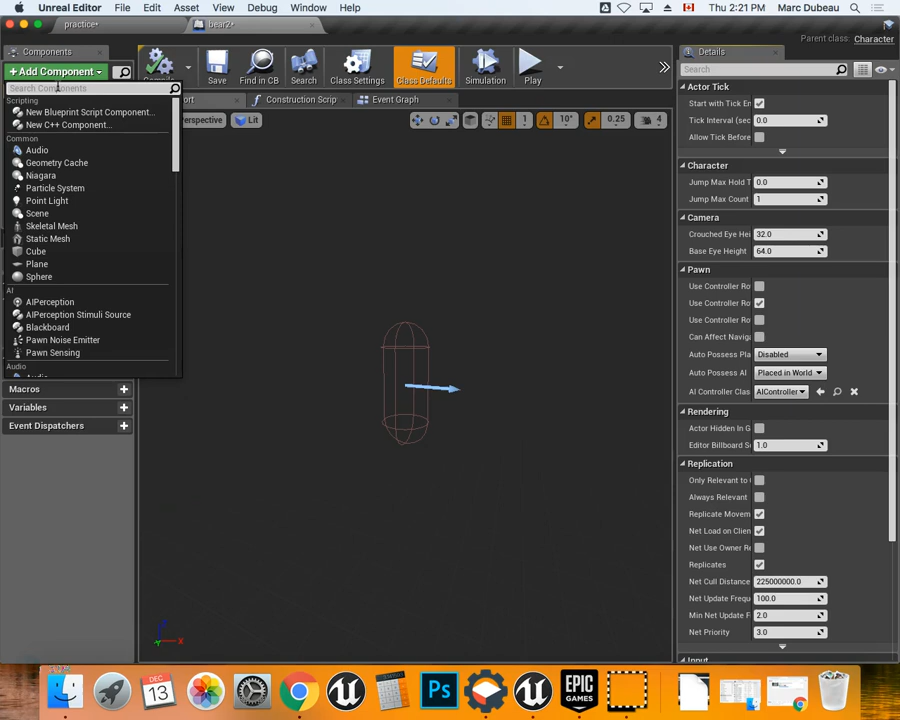 Unreal Editor File Edit Asset View Debug Window Help Thu 2:21 PM Marc Dubeau
practice* bear2*
Parent class: Character
Components
Details
+Add Component
Save Find in CB Search Class Settings Class Defaults Simulation Play
Search
Search Components
Scripting
New Blueprint Script Component...
New C++ Component...
Common
Audio
Geometry Cache
Niagara
Particle System
Point Light
Scene
Skeletal Mesh
Static Mesh
Cube
Plane
Sphere
AI
AIPerception
AIPerception Stimuli Source
Blackboard
Pawn Noise Emitter
Pawn Sensing
Audio
Macros
Variables
Event Dispatchers
ort Construction Scrip Event Graph
erspective Lit 1 10° 0.25 4
Actor Tick
Start with Tick En
Tick Interval (sec 0.0
Allow Tick Before
Character
Jump Max Hold T 0.0
Jump Max Count 1
Camera
Crouched Eye Hei 32.0
Base Eye Height 64.0
Pawn
Use Controller Ro
Use Controller Ro
Use Controller Ro
Can Affect Naviga
Auto Possess Pla Disabled
Auto Possess AI Placed in World
AI Controller Clas AIController
Rendering
Actor Hidden In G
Editor Billboard S 1.0
Replication
Only Relevant to
Always Relevant
Replicate Movem
Net Load on Clien
Net Use Owner Re
Replicates
Net Cull Distance 225000000.0
Net Update Frequ 100.0
Min Net Update F 2.0
Net Priority 3.0
Input
X
DEC
13
Ps
EPIC
GAMES